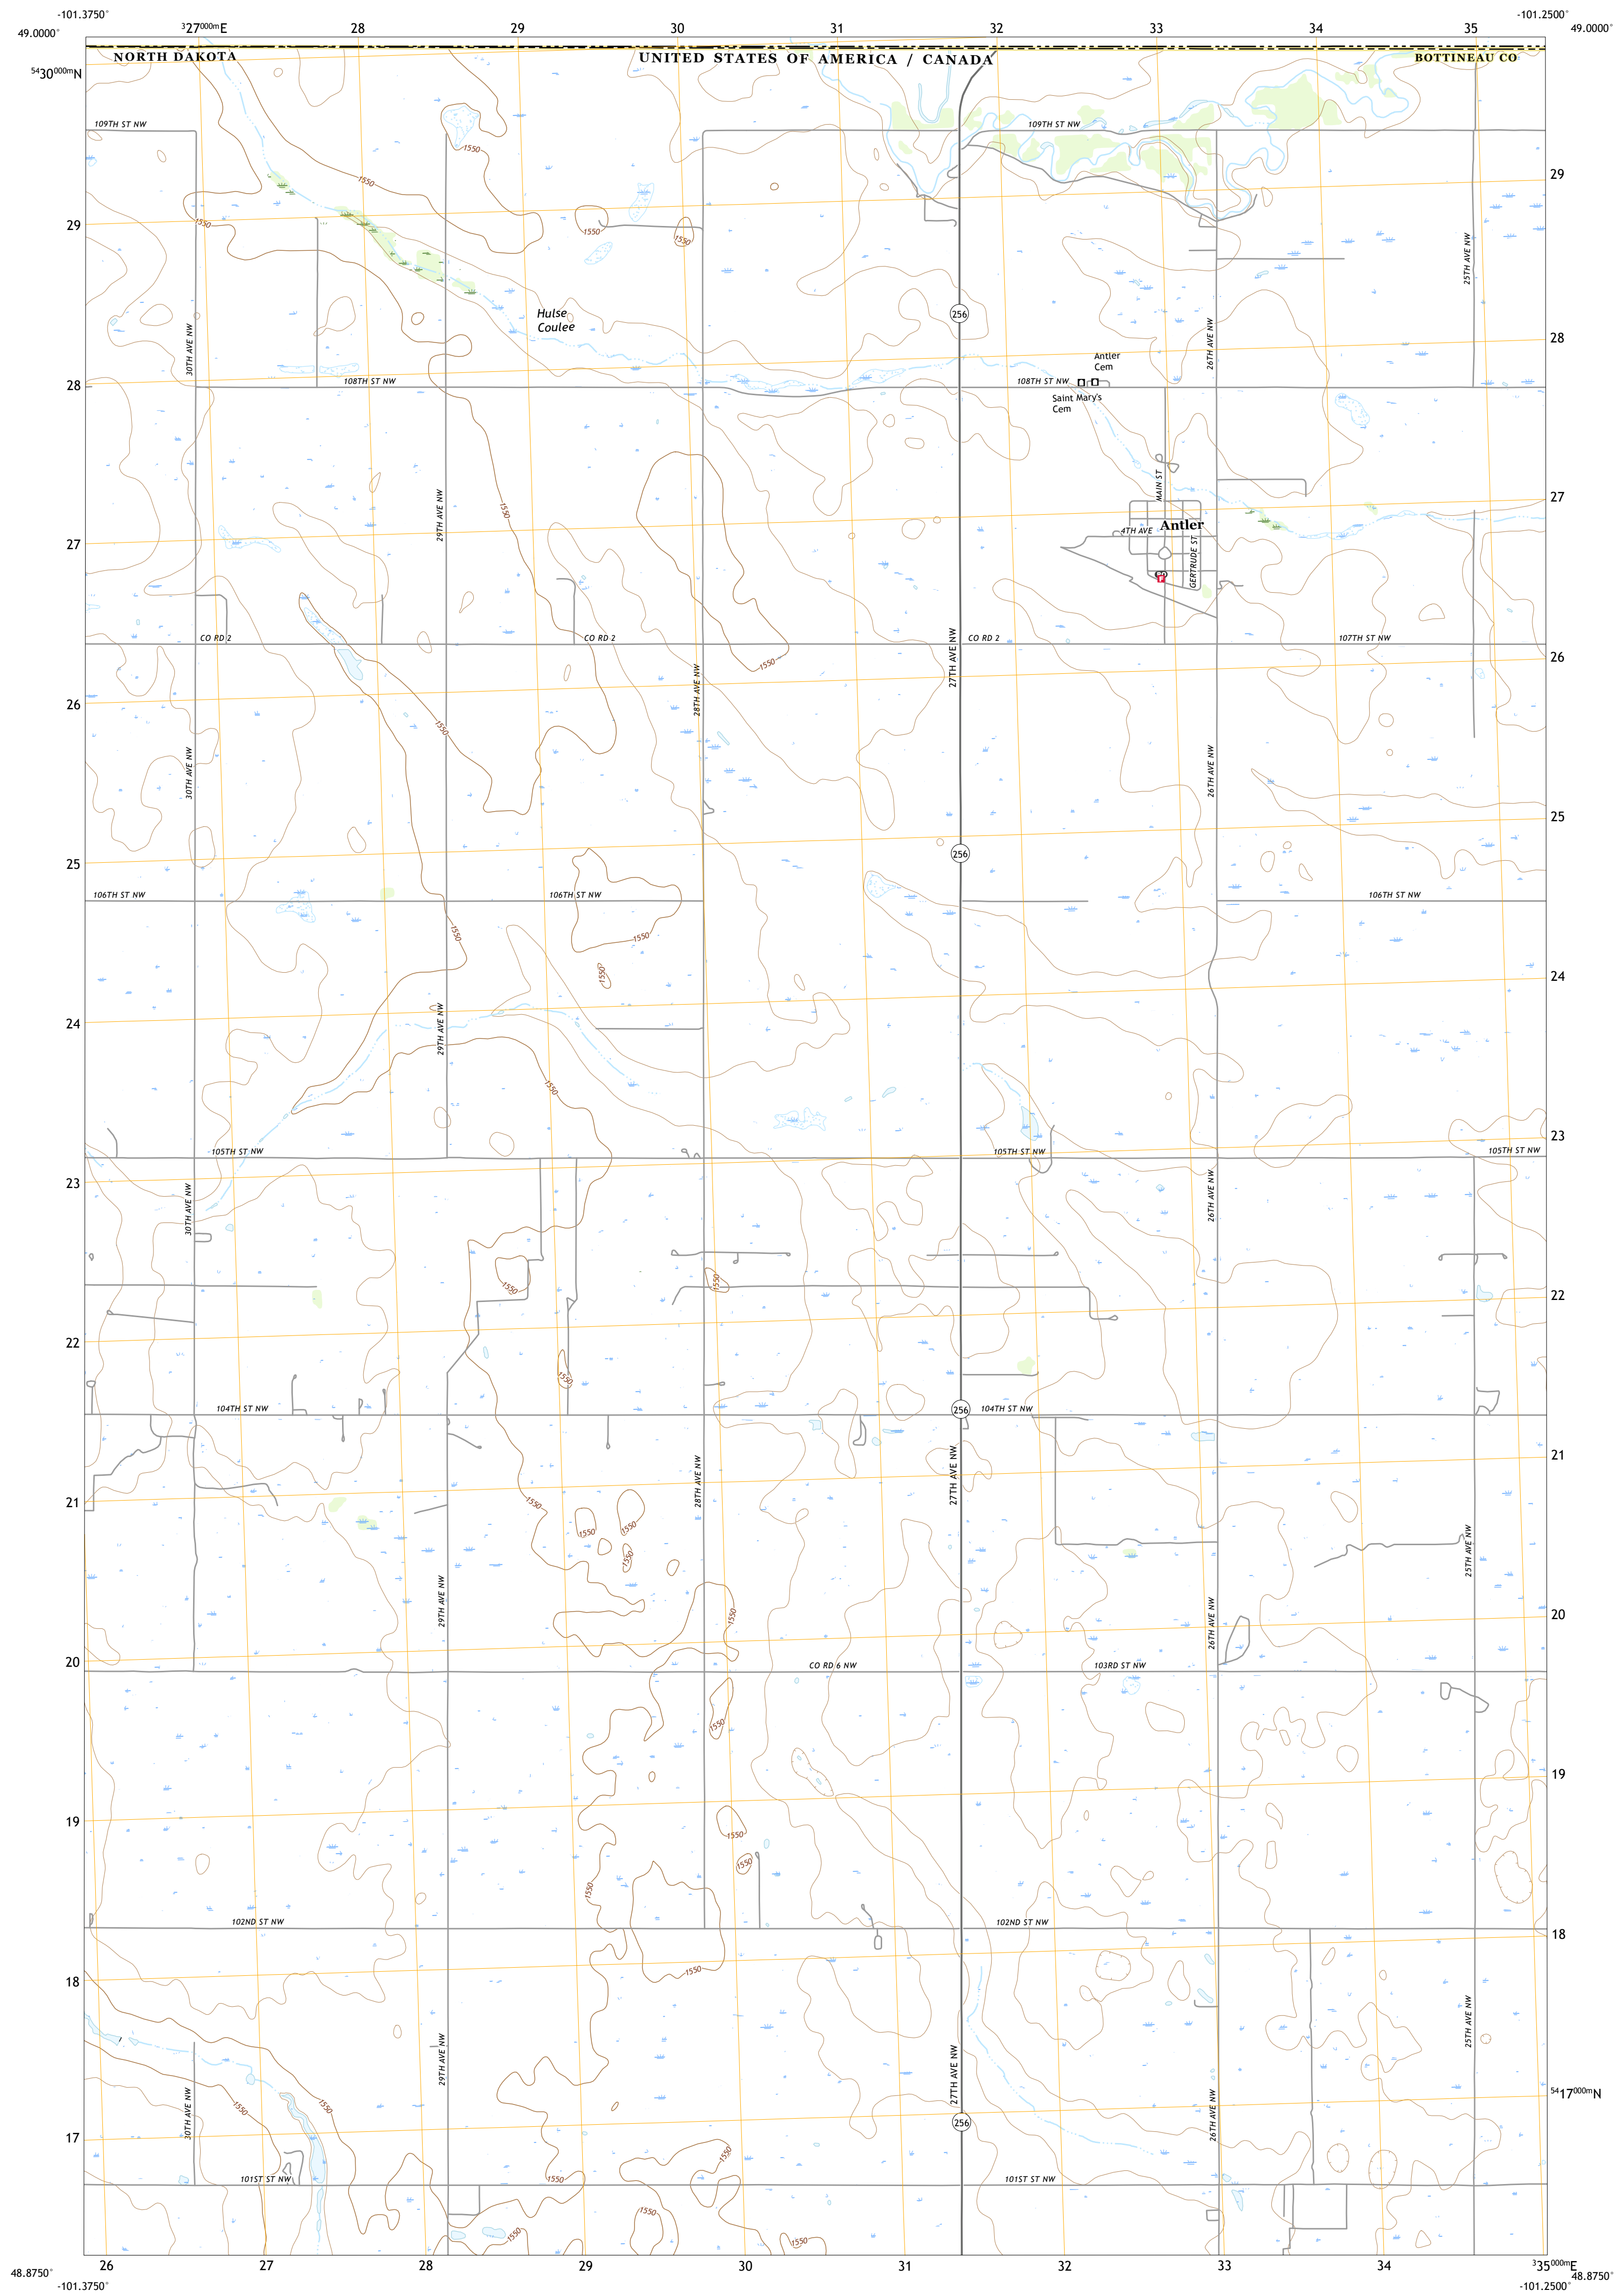 -101.3750°
-101.2500°
49.0000°
³27⁰⁰⁰ᵐE
28
29
30
31
32
33
34
35
49.0000°
NORTH DAKOTA
UNITED STATES OF AMERICA / CANADA
BOTTINEAU CO
⁵⁴30⁰⁰⁰ᵐN
109TH ST NW
109TH ST NW
1550
1550
29
1550
29
1550
1550
25TH AVE NW
Hulse
Coulee
256
30TH AVE NW
26TH AVE NW
28
Antler
Cem
28
108TH ST NW
108TH ST NW
Saint Mary's
Cem
29TH AVE NW
1550
MAIN ST
27
Antler
4TH AVE
27
GERTRUDE ST
CO RD 2
CO RD 2
CO RD 2
107TH ST NW
27TH AVE NW
1550
26
28TH AVE NW
26
1550
30TH AVE NW
26TH AVE NW
25
256
25
106TH ST NW
106TH ST NW
106TH ST NW
1550
1550
1550
24
29TH AVE NW
24
1550
23
105TH ST NW
105TH ST NW
105TH ST NW
23
30TH AVE NW
26TH AVE NW
1550
1550
22
22
1550
104TH ST NW
256
104TH ST NW
21
28TH AVE NW
27TH AVE NW
21
1550
1550
1550
1550
25TH AVE NW
29TH AVE NW
1550
26TH AVE NW
20
20
CO RD 6 NW
103RD ST NW
1550
19
19
1550
1550
1550
102ND ST NW
102ND ST NW
18
1550
18
25TH AVE NW
29TH AVE NW
27TH AVE NW
30TH AVE NW
1550
1550
26TH AVE NW
⁵⁴17⁰⁰⁰ᵐN
256
17
1550
101ST ST NW
1550
101ST ST NW
1550
1550
1550
26
27
28
29
30
31
32
33
34
³35⁰⁰⁰ᵐE
48.8750°
48.8750°
-101.3750°
-101.2500°